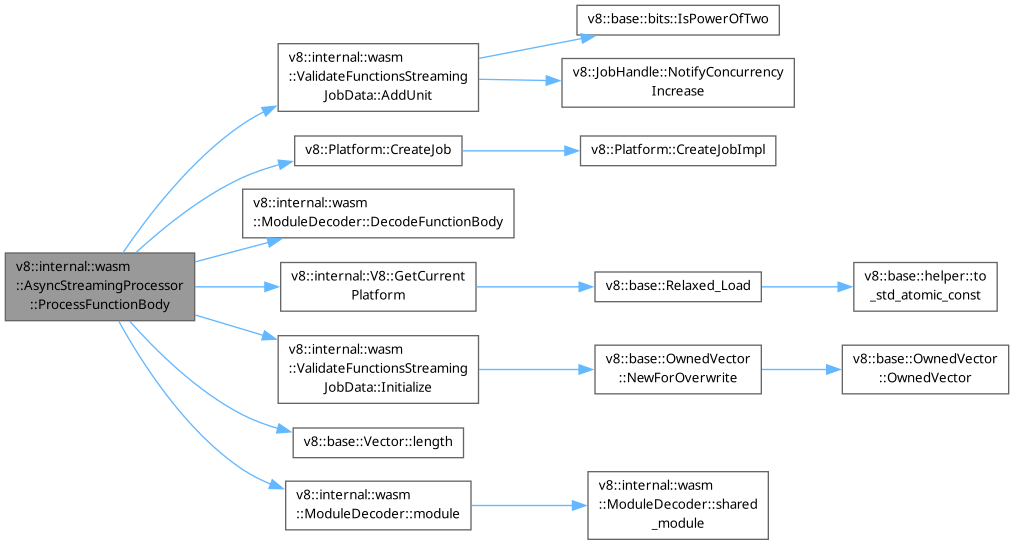 v8::internal::wasm
::AsyncStreamingProcessor
::ProcessFunctionBody
v8::internal::wasm
::ValidateFunctionsStreaming
JobData::AddUnit
v8::base::bits::IsPowerOfTwo
v8::JobHandle::NotifyConcurrency
Increase
v8::Platform::CreateJob
v8::Platform::CreateJobImpl
v8::internal::wasm
::ModuleDecoder::DecodeFunctionBody
v8::internal::V8::GetCurrent
Platform
v8::base::Relaxed_Load
v8::base::helper::to
_std_atomic_const
v8::internal::wasm
::ValidateFunctionsStreaming
JobData::Initialize
v8::base::OwnedVector
::NewForOverwrite
v8::base::OwnedVector
::OwnedVector
v8::base::Vector::length
v8::internal::wasm
::ModuleDecoder::module
v8::internal::wasm
::ModuleDecoder::shared
_module